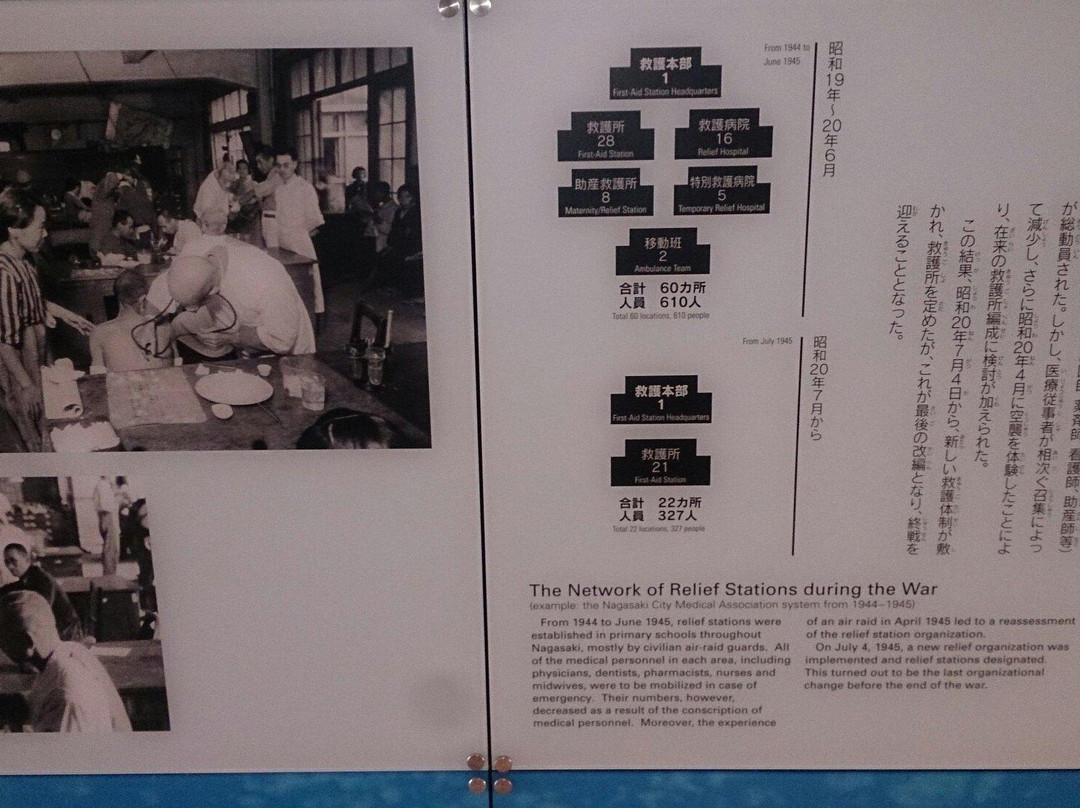 From 1944 to
June 1945
昭和19年～20年6月
救護本部
1
First-Aid Station Headquarters
救護所
28
First-Aid Station
救護病院
16
Relief Hospital
助産救護所
8
Maternity/Relief Station
特別救護病院
5
Temporary Relief Hospital
移動班
2
Ambulance Team
合計 60カ所
人員 610人
Total 60 locations, 610 people
From July 1945
昭和20年7月から
救護本部
1
First-Aid Station Headquarters
救護所
21
First-Aid Station
合計 22カ所
人員 327人
Total 22 locations, 327 people
看護師、助産師等)
が総動員された。しかし、医療従事者が相次ぐ召集によっ
て減少し、さらに昭和20年4月に空襲を体験したことによ
り、在来の救護所編成に検討が加えられた。
この結果、昭和20年7月4日から、新しい救護体制が敷
かれ、救護所を定めたが、これが最後の改編となり、終戦を
迎えることとなった。
The Network of Relief Stations during the War
(example: the Nagasaki City Medical Association system from 1944–1945)
From 1944 to June 1945, relief stations were
established in primary schools throughout
Nagasaki, mostly by civilian air-raid guards. All
of the medical personnel in each area, including
physicians, dentists, pharmacists, nurses and
midwives, were to be mobilized in case of
emergency. Their numbers, however,
decreased as a result of the conscription of
medical personnel. Moreover, the experience
of an air raid in April 1945 led to a reassessment
of the relief station organization.
On July 4, 1945, a new relief organization was
implemented and relief stations designated.
This turned out to be the last organizational
change before the end of the war.